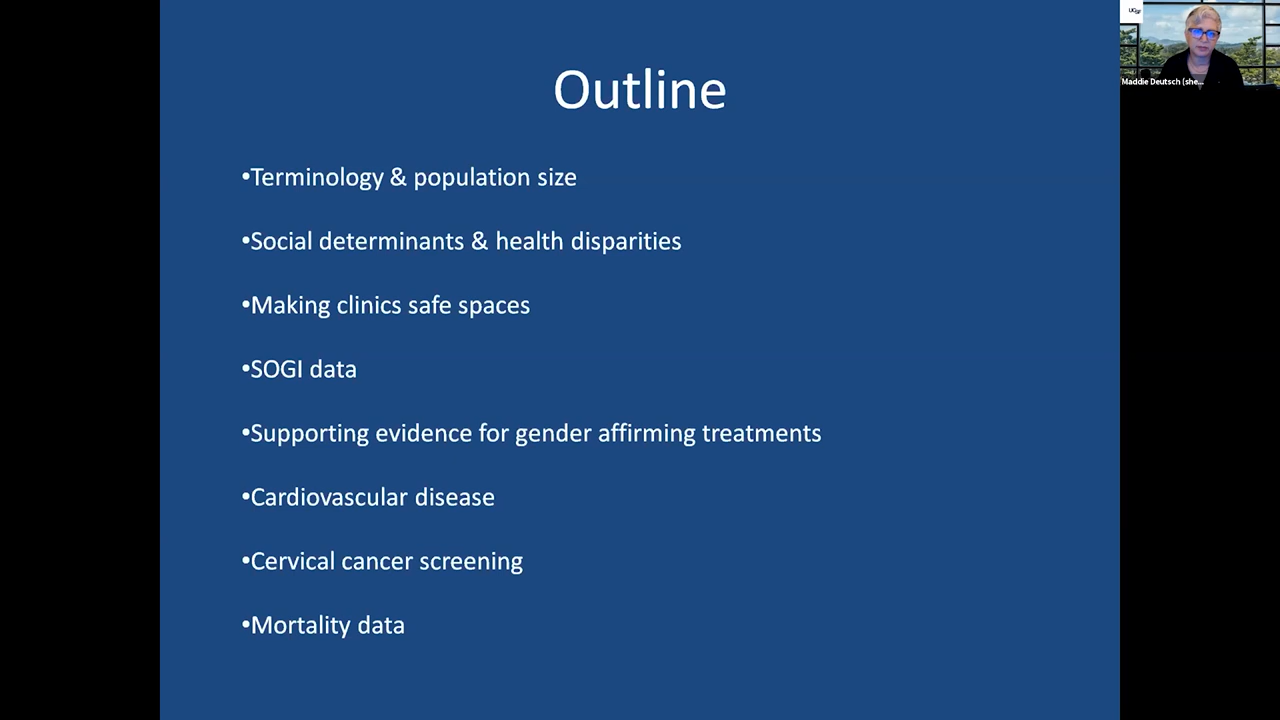 Outline
•Terminology & population size
•Social determinants & health disparities
•Making clinics safe spaces
•SOGI data
•Supporting evidence for gender affirming treatments
•Cardiovascular disease
•Cervical cancer screening
•Mortality data
Maddie Deutsch (she...